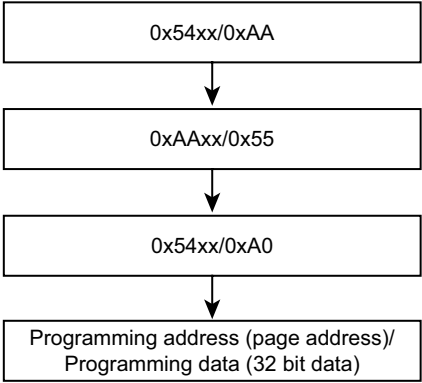 0x54xx/0xAA
0xAAxx/0x55
0x54xx/0xA0
Programming address (page address)/
Programming data (32 bit data)